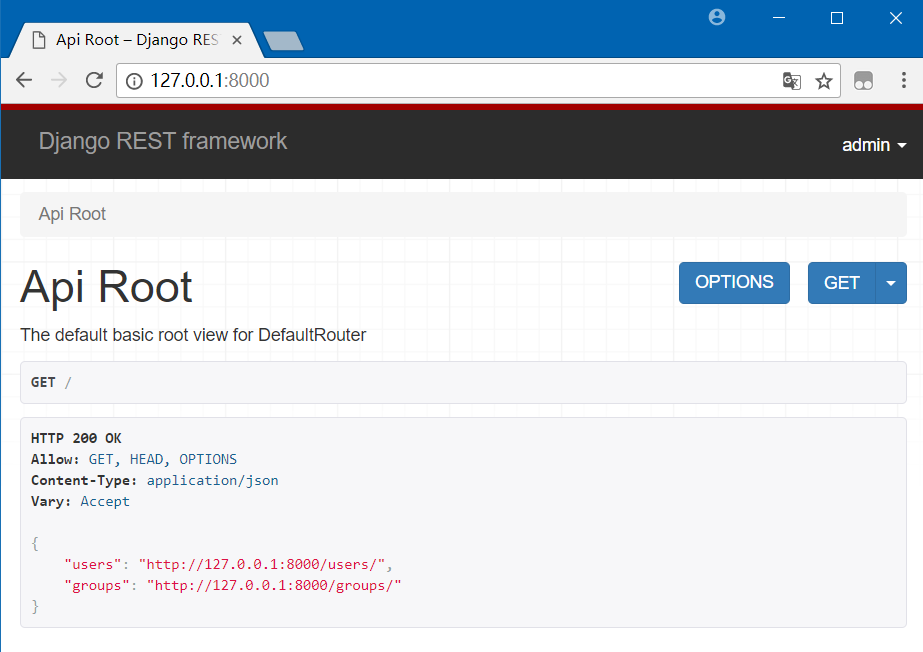 Api Root – Django RES
127.0.0.1:8000
Django REST framework
admin
Api Root
Api Root
OPTIONS
GET
The default basic root view for DefaultRouter
GET /
HTTP 200 OK
Allow: GET, HEAD, OPTIONS
Content-Type: application/json
Vary: Accept
{
    "users": "http://127.0.0.1:8000/users/",
    "groups": "http://127.0.0.1:8000/groups/"
}